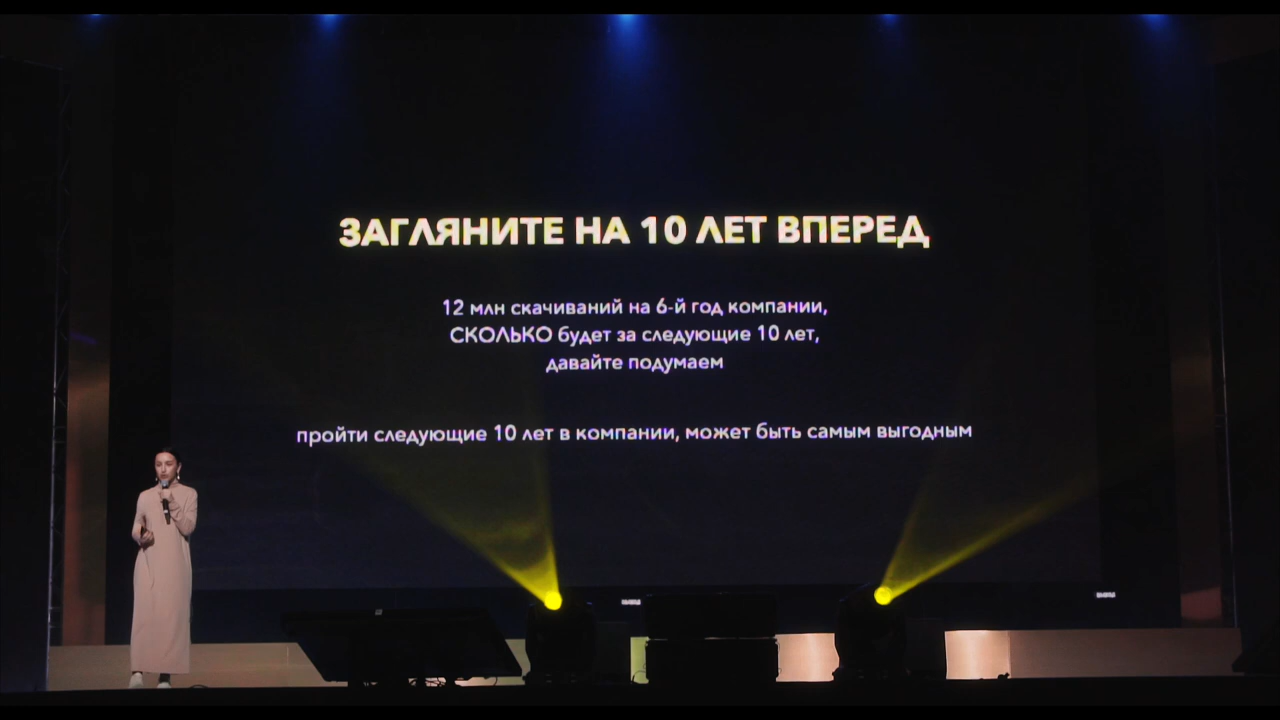 ЗАГЛЯНИТЕ НА 10 ЛЕТ ВПЕРЕД
12 млн скачиваний на 6-й год компании,
СКОЛЬКО будет за следующие 10 лет,
давайте подумаем
пройти следующие 10 лет в компании, может быть самым выгодным